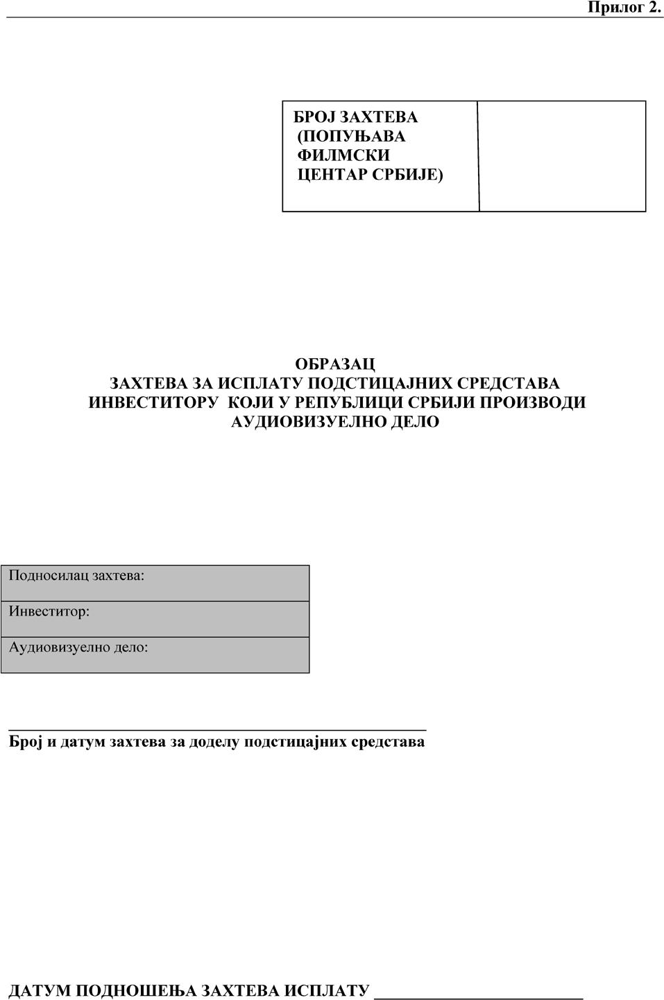 Прилог 2.
БРОЈ ЗАХТЕВА
(ПОПУЊАВА
ФИЛМСКИ
ЦЕНТАР СРБИЈЕ)
ОБРАЗАЦ
ЗАХТЕВА ЗА ИСПЛАТУ ПОДСТИЦАЈНИХ СРЕДСТАВА
ИНВЕСТИТОРУ КОЈИ У РЕПУБЛИЦИ СРБИЈИ ПРОИЗВОДИ
АУДИОВИЗУЕЛНО ДЕЛО
Подносилац захтева:
Инвеститор:
Аудиовизуелно дело:
Број и датум захтева за доделу подстицајних средстава
ДАТУМ ПОДНОШЕЊА ЗАХТЕВА ИСПЛАТУ